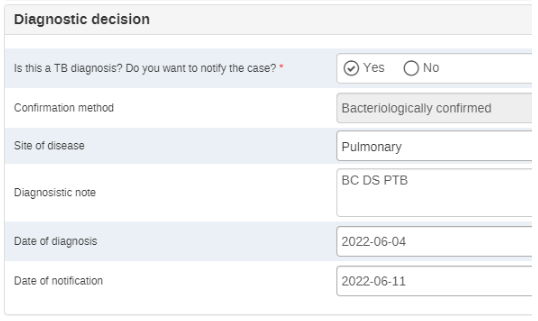 Diagnostic decision
Is this a TB diagnosis? Do you want to notify the case? * Yes No
Confirmation method Bacteriologically confirmed
Site of disease Pulmonary
Diagnosistic note BC DS PTB
Date of diagnosis 2022-06-04
Date of notification 2022-06-11